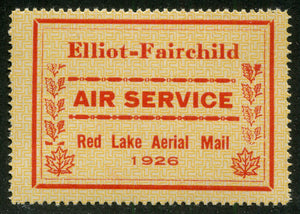 Elliot-Fairchild
AIR SERVICE
Red Lake Aerial Mail
1926